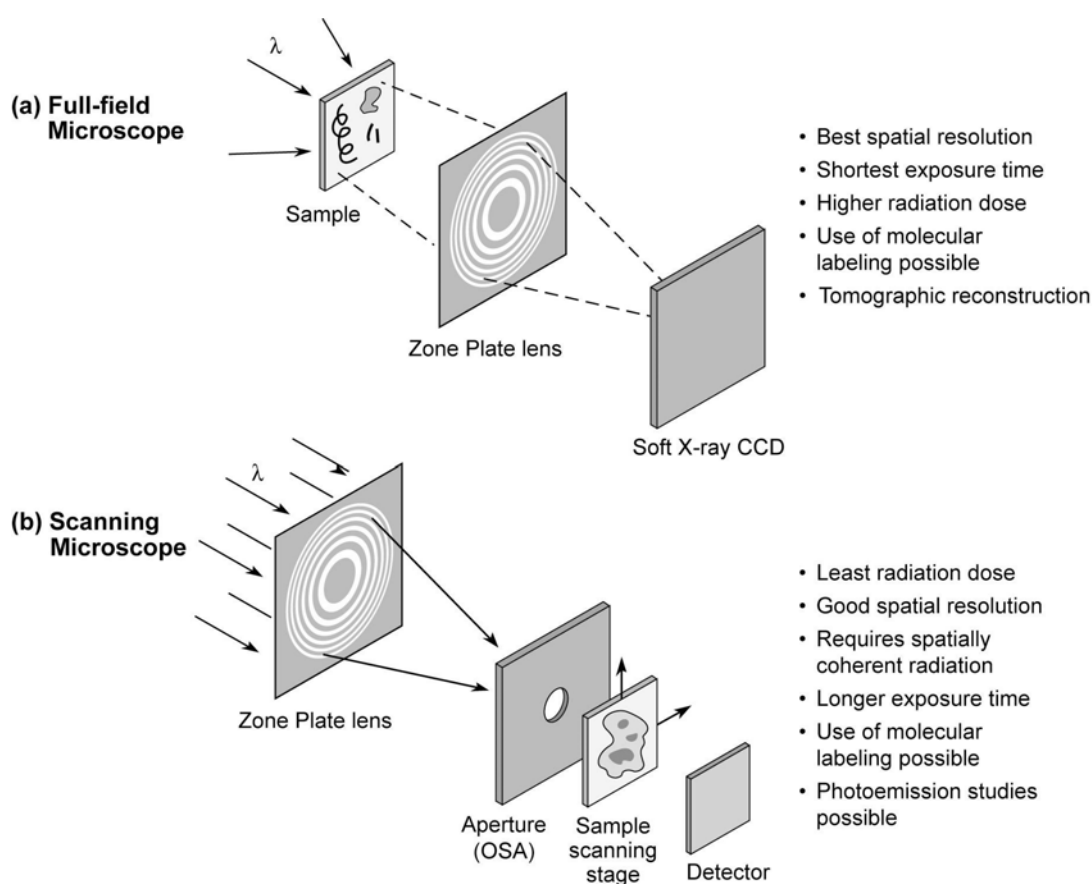 λ
(a) Full-field
Microscope
Sample
Zone Plate lens
Soft X-ray CCD
• Best spatial resolution
• Shortest exposure time
• Higher radiation dose
• Use of molecular
labeling possible
• Tomographic reconstruction
λ
(b) Scanning
Microscope
Zone Plate lens
Aperture
(OSA)
Sample
scanning
stage
Detector
• Least radiation dose
• Good spatial resolution
• Requires spatially
coherent radiation
• Longer exposure time
• Use of molecular
labeling possible
• Photoemission studies
possible